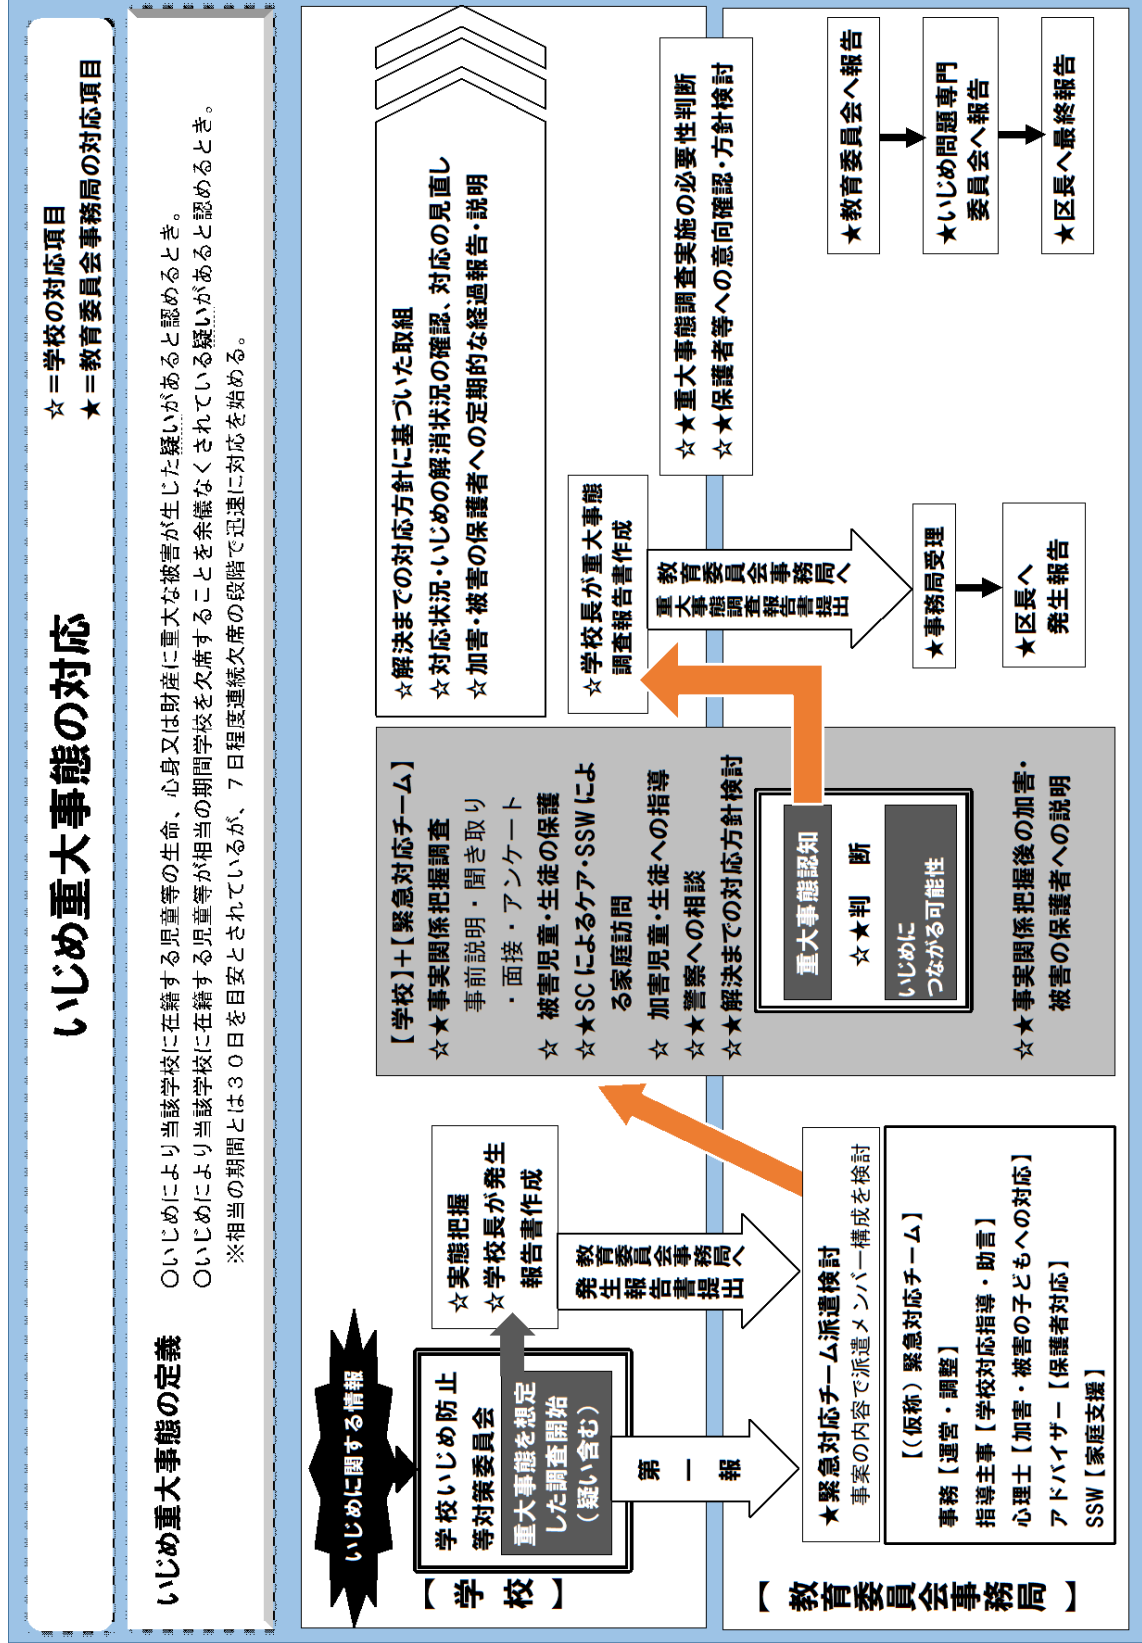 いじめ重大事態の対応
☆＝学校の対応項目
★＝教育委員会事務局の対応項目
いじめ重大事態の定義
○いじめにより当該学校に在籍する児童等の生命、心身又は財産に重大な被害が生じた疑いがあると認めるとき。
○いじめにより当該学校に在籍する児童等が相当の期間学校を欠席することを余儀なくされている疑いがあると認めるとき。
※相当の期間とは３０日を目安とされているが、７日程度連続欠席の段階で迅速に対応を始める。
【学校】
いじめに関する情報
学校いじめ防止
等対策委員会
重大事態を想定
した調査開始
（疑い含む）
第一報
☆実態把握
☆学校長が発生
報告書作成
教育委員会事務局へ
発生報告書提出
【教育委員会事務局】
★緊急対応チーム派遣検討
事案の内容で派遣メンバー構成を検討
【（仮称）緊急対応チーム】
事務【運営・調整】
指導主事【学校対応指導・助言】
心理士【加害・被害の子どもへの対応】
アドバイザー【保護者対応】
SSW【家庭支援】
【学校】＋【緊急対応チーム】
☆★事実関係把握調査
事前説明・聞き取り
・面接・アンケート
☆ 被害児童・生徒の保護
☆★SCによるケア・SSWによ
る家庭訪問
☆ 加害児童・生徒への指導
☆★警察への相談
☆★解決までの対応方針検討
重大事態認知
☆★判　断
いじめに
つながる可能性
☆★事実関係把握後の加害・
被害の保護者への説明
☆解決までの対応方針に基づいた取組
☆対応状況・いじめの解消状況の確認、対応の見直し
☆加害・被害の保護者への定期的な経過報告・説明
☆学校長が重大事態
調査報告書作成
教育委員会事務局へ
重大事態調査報告書提出
★事務局受理
★区長へ
発生報告
☆★重大事態調査実施の必要性判断
☆★保護者等への意向確認・方針検討
★教育委員会へ報告
★いじめ問題専門
委員会へ報告
★区長へ最終報告